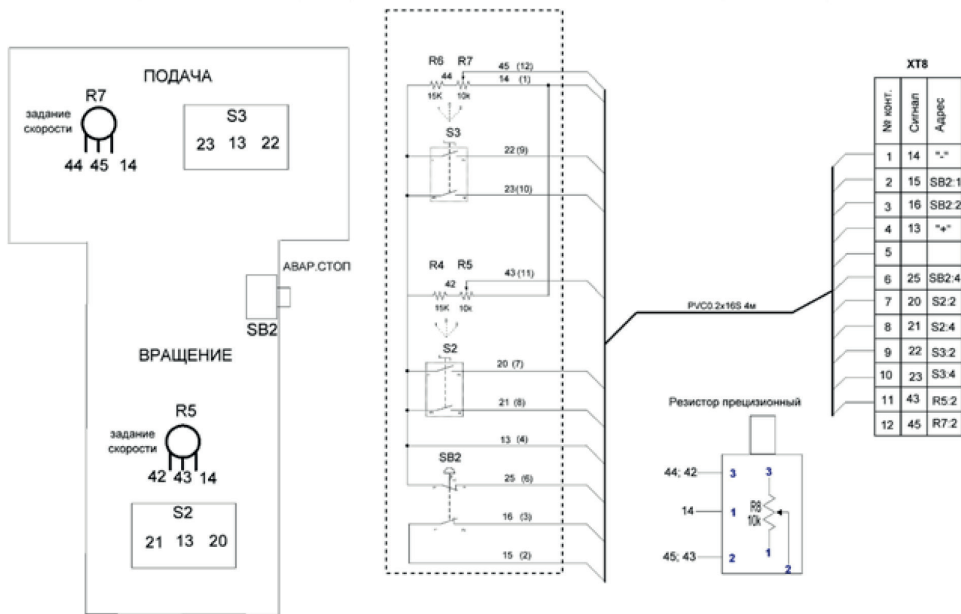 ПОДАЧА
R7
задание
скорости
44 45 14
S3
23 13 22
АВАР.СТОП
SB2
ВРАЩЕНИЕ
R5
задание
скорости
42 43 14
S2
21 13 20
R6 R7
44
15K 10k
45 (12)
14 (1)
S3
22 (9)
23 (10)
R4 R5
42
15K 10k
43 (11)
S2
20 (7)
21 (8)
13 (4)
SB2
25 (6)
16 (3)
15 (2)
PVC0.2x16S 4м
Резистор прецизионный
44; 42 3 3
14 1
R8
10k
45; 43 2 1
2
XT8
№ конт. Сигнал Адрес
1 14 "-"
2 15 SB2:1
3 16 SB2:2
4 13 "+"
5
6 25 SB2:4
7 20 S2:2
8 21 S2:4
9 22 S3:2
10 23 S3:4
11 43 R5:2
12 45 R7:2